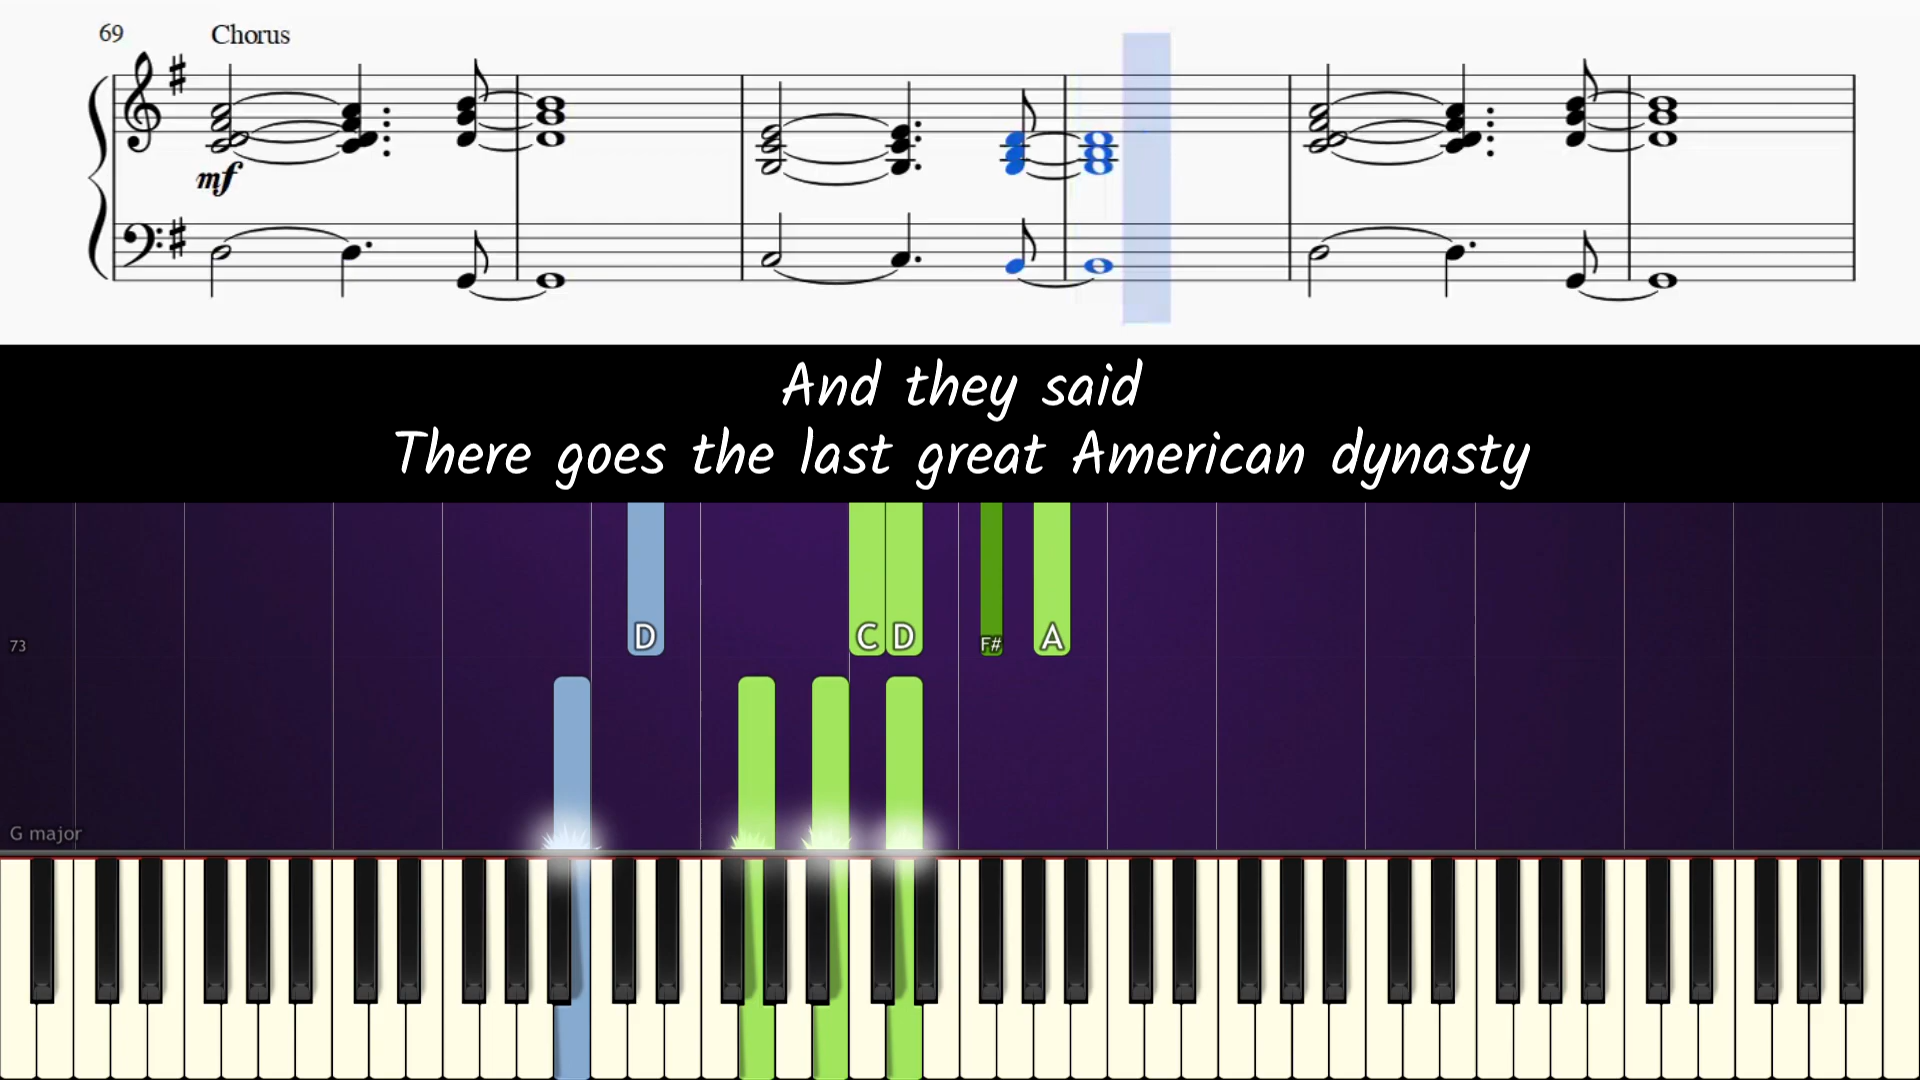 69 Chorus
mf
And they said
There goes the last great American dynasty
D C D F# A
73
G major